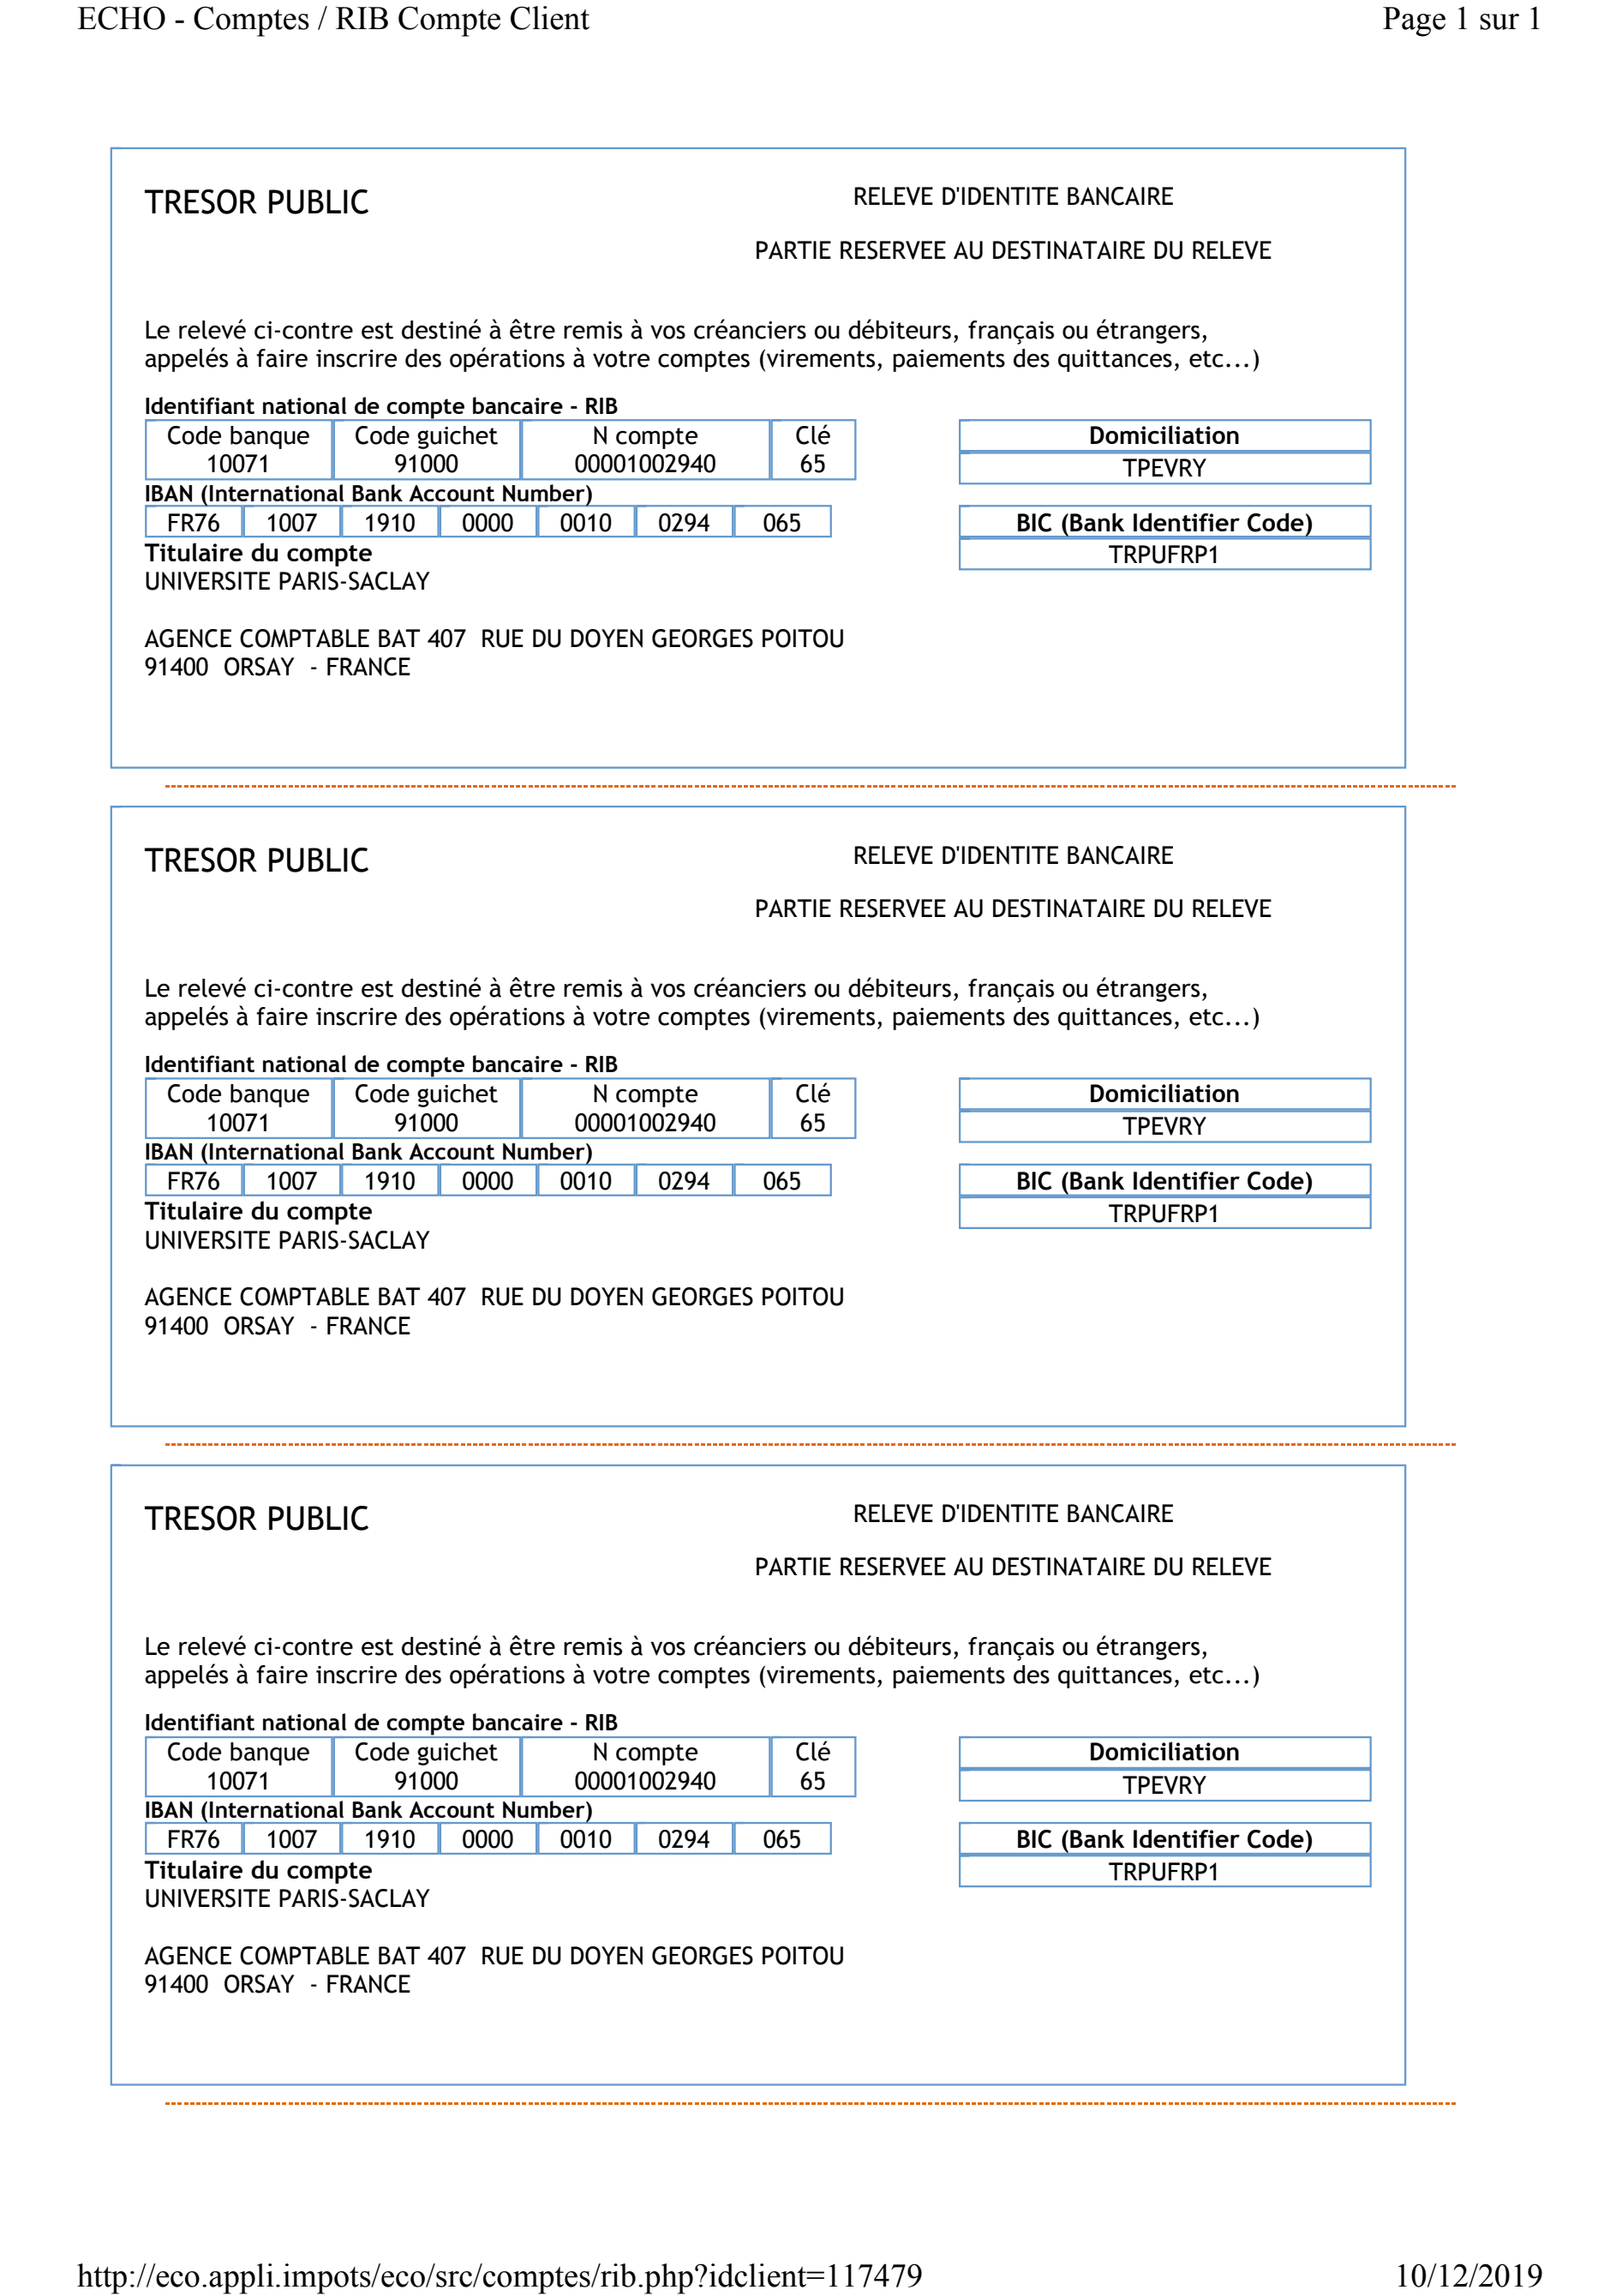 ECHO - Comptes / RIB Compte Client Page 1 sur 1
TRESOR PUBLIC RELEVE D'IDENTITE BANCAIRE
PARTIE RESERVEE AU DESTINATAIRE DU RELEVE
Le relevé ci-contre est destiné à être remis à vos créanciers ou débiteurs, français ou étrangers,
appelés à faire inscrire des opérations à votre comptes (virements, paiements des quittances, etc...)
Identifiant national de compte bancaire - RIB
Code banque Code guichet N compte Clé Domiciliation
10071 91000 00001002940 65 TPEVRY
IBAN (International Bank Account Number)
FR76 1007 1910 0000 0010 0294 065 BIC (Bank Identifier Code)
Titulaire du compte TRPUFRP1
UNIVERSITE PARIS-SACLAY
AGENCE COMPTABLE BAT 407 RUE DU DOYEN GEORGES POITOU
91400 ORSAY - FRANCE
TRESOR PUBLIC RELEVE D'IDENTITE BANCAIRE
PARTIE RESERVEE AU DESTINATAIRE DU RELEVE
Le relevé ci-contre est destiné à être remis à vos créanciers ou débiteurs, français ou étrangers,
appelés à faire inscrire des opérations à votre comptes (virements, paiements des quittances, etc...)
Identifiant national de compte bancaire - RIB
Code banque Code guichet N compte Clé Domiciliation
10071 91000 00001002940 65 TPEVRY
IBAN (International Bank Account Number)
FR76 1007 1910 0000 0010 0294 065 BIC (Bank Identifier Code)
Titulaire du compte TRPUFRP1
UNIVERSITE PARIS-SACLAY
AGENCE COMPTABLE BAT 407 RUE DU DOYEN GEORGES POITOU
91400 ORSAY - FRANCE
TRESOR PUBLIC RELEVE D'IDENTITE BANCAIRE
PARTIE RESERVEE AU DESTINATAIRE DU RELEVE
Le relevé ci-contre est destiné à être remis à vos créanciers ou débiteurs, français ou étrangers,
appelés à faire inscrire des opérations à votre comptes (virements, paiements des quittances, etc...)
Identifiant national de compte bancaire - RIB
Code banque Code guichet N compte Clé Domiciliation
10071 91000 00001002940 65 TPEVRY
IBAN (International Bank Account Number)
FR76 1007 1910 0000 0010 0294 065 BIC (Bank Identifier Code)
Titulaire du compte TRPUFRP1
UNIVERSITE PARIS-SACLAY
AGENCE COMPTABLE BAT 407 RUE DU DOYEN GEORGES POITOU
91400 ORSAY - FRANCE
http://eco.appli.impots/eco/src/comptes/rib.php?idclient=117479 10/12/2019